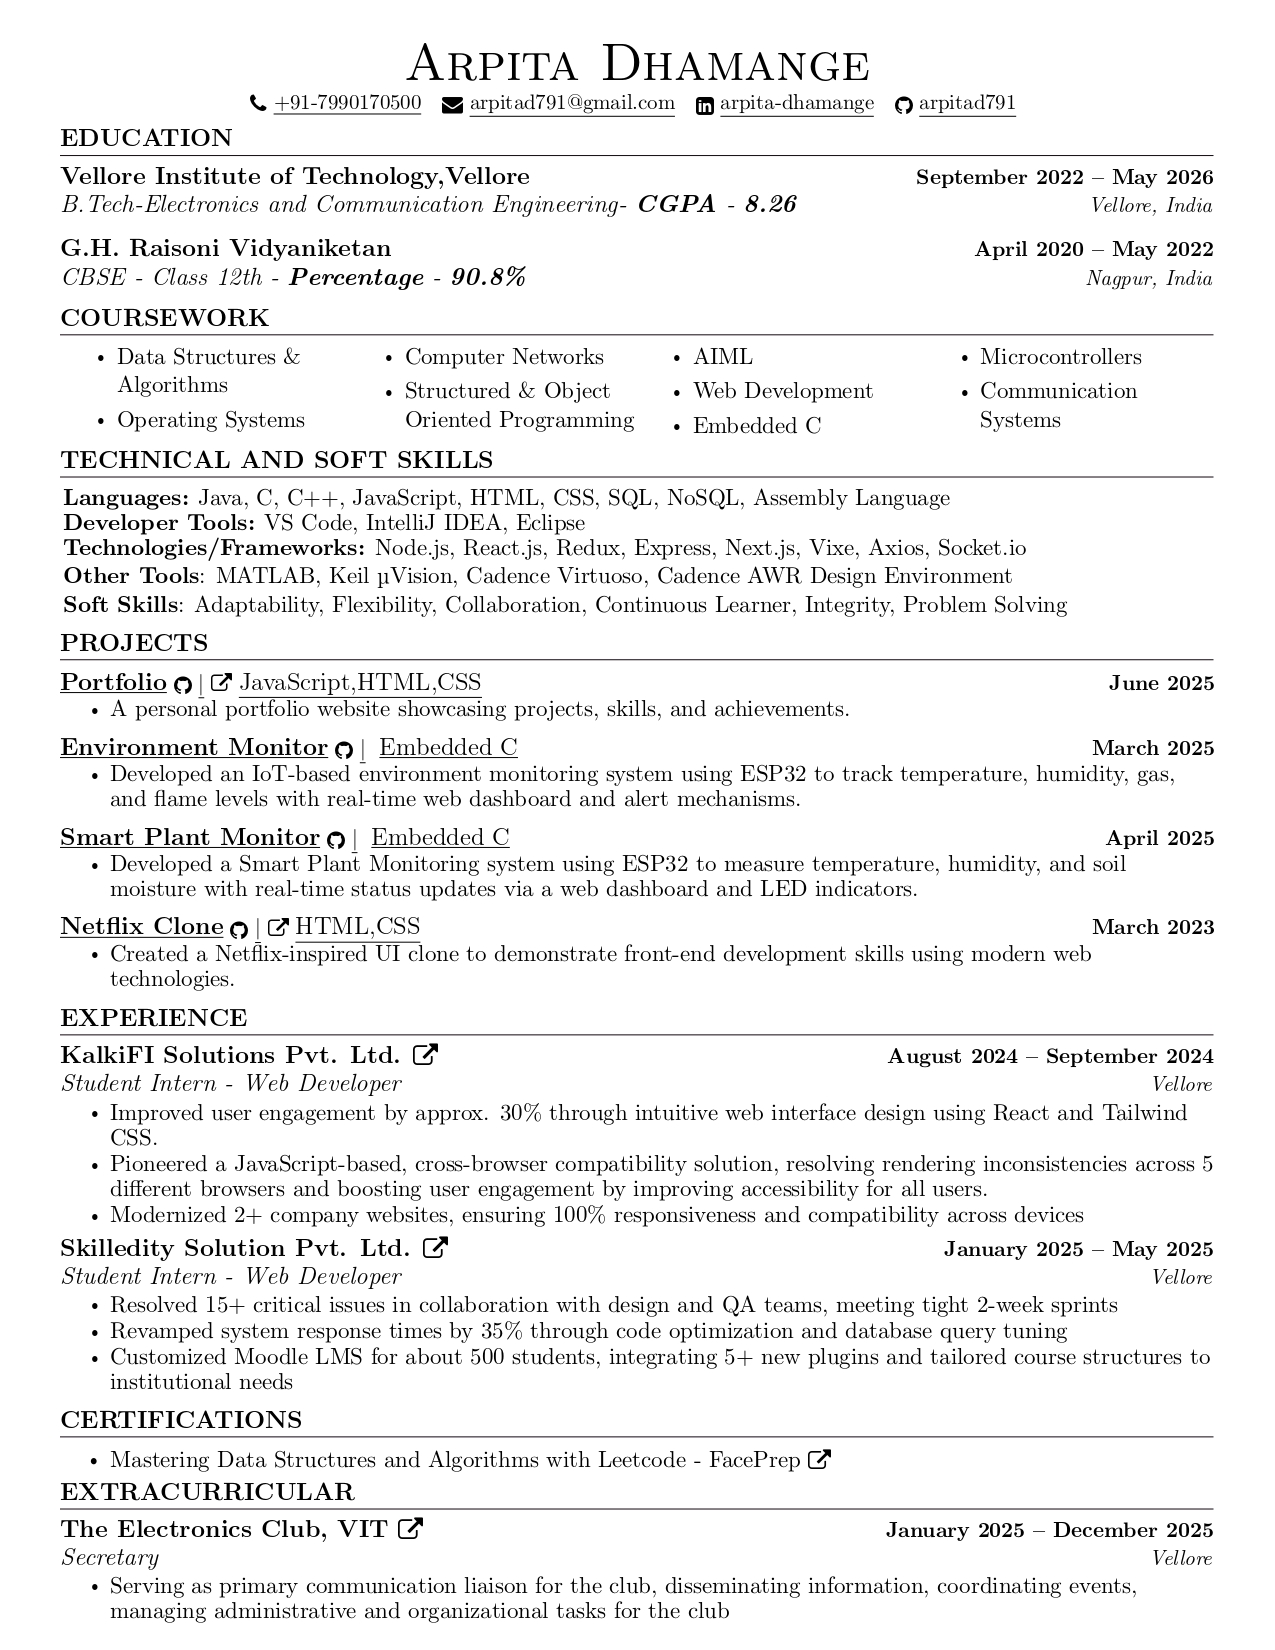 Arpita Dhamange
+91-7990170500 arpitad791@gmail.com arpita-dhamange arpitad791
EDUCATION
Vellore Institute of Technology,Vellore September 2022 – May 2026
B.Tech-Electronics and Communication Engineering- CGPA - 8.26 Vellore, India
G.H. Raisoni Vidyaniketan April 2020 – May 2022
CBSE - Class 12th - Percentage - 90.8% Nagpur, India
COURSEWORK
• Data Structures & Algorithms
• Operating Systems
• Computer Networks
• Structured & Object Oriented Programming
• AIML
• Web Development
• Embedded C
• Microcontrollers
• Communication Systems
TECHNICAL AND SOFT SKILLS
Languages: Java, C, C++, JavaScript, HTML, CSS, SQL, NoSQL, Assembly Language
Developer Tools: VS Code, IntelliJ IDEA, Eclipse
Technologies/Frameworks: Node.js, React.js, Redux, Express, Next.js, Vixe, Axios, Socket.io
Other Tools: MATLAB, Keil µVision, Cadence Virtuoso, Cadence AWR Design Environment
Soft Skills: Adaptability, Flexibility, Collaboration, Continuous Learner, Integrity, Problem Solving
PROJECTS
Portfolio | JavaScript,HTML,CSS June 2025
• A personal portfolio website showcasing projects, skills, and achievements.
Environment Monitor | Embedded C March 2025
• Developed an IoT-based environment monitoring system using ESP32 to track temperature, humidity, gas,
and flame levels with real-time web dashboard and alert mechanisms.
Smart Plant Monitor | Embedded C April 2025
• Developed a Smart Plant Monitoring system using ESP32 to measure temperature, humidity, and soil
moisture with real-time status updates via a web dashboard and LED indicators.
Netflix Clone | HTML,CSS March 2023
• Created a Netflix-inspired UI clone to demonstrate front-end development skills using modern web
technologies.
EXPERIENCE
KalkiFI Solutions Pvt. Ltd. August 2024 – September 2024
Student Intern - Web Developer Vellore
• Improved user engagement by approx. 30% through intuitive web interface design using React and Tailwind
CSS.
• Pioneered a JavaScript-based, cross-browser compatibility solution, resolving rendering inconsistencies across 5
different browsers and boosting user engagement by improving accessibility for all users.
• Modernized 2+ company websites, ensuring 100% responsiveness and compatibility across devices
Skilledity Solution Pvt. Ltd. January 2025 – May 2025
Student Intern - Web Developer Vellore
• Resolved 15+ critical issues in collaboration with design and QA teams, meeting tight 2-week sprints
• Revamped system response times by 35% through code optimization and database query tuning
• Customized Moodle LMS for about 500 students, integrating 5+ new plugins and tailored course structures to
institutional needs
CERTIFICATIONS
• Mastering Data Structures and Algorithms with Leetcode - FacePrep
EXTRACURRICULAR
The Electronics Club, VIT January 2025 – December 2025
Secretary Vellore
• Serving as primary communication liaison for the club, disseminating information, coordinating events,
managing administrative and organizational tasks for the club